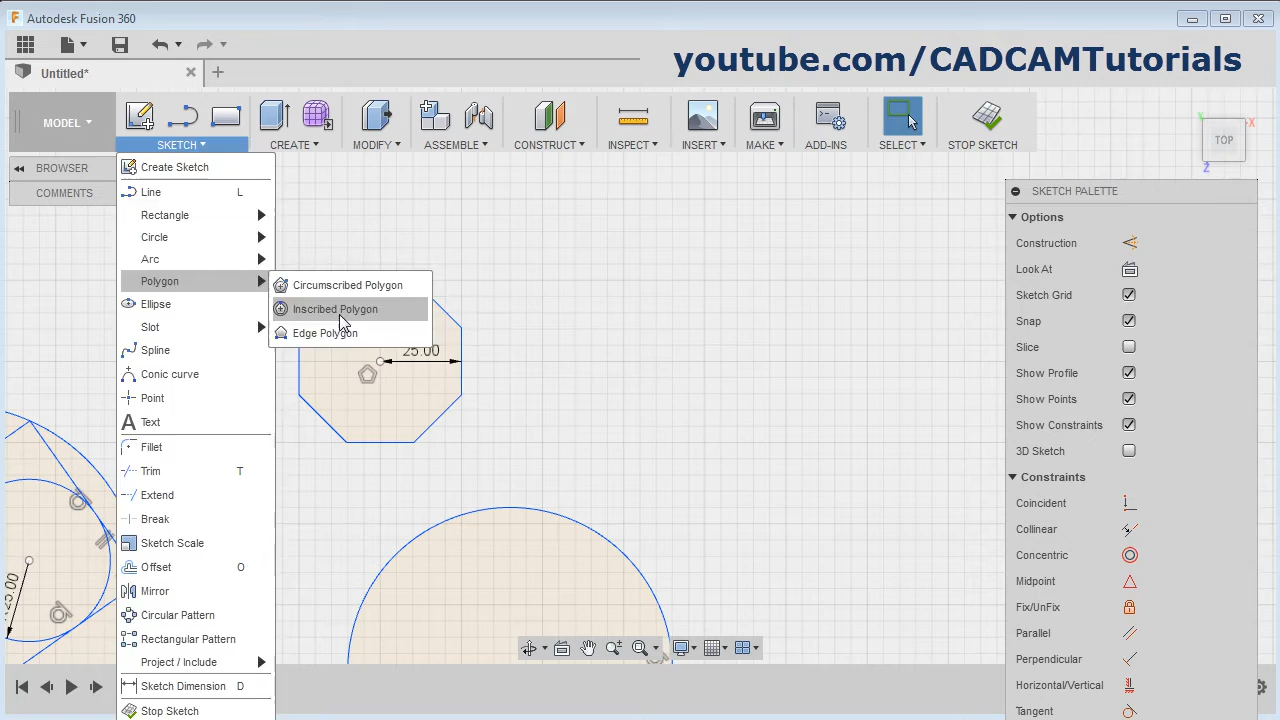 Autodesk Fusion 360
youtube.com/CADCAMTutorials
Untitled*
MODEL
SKETCH
CREATE
MODIFY
ASSEMBLE
CONSTRUCT
INSPECT
INSERT
MAKE
ADD-INS
SELECT
STOP SKETCH
TOP
X
Y
Z
BROWSER
COMMENTS
Create Sketch
Line L
Rectangle
Circle
Arc
Polygon
Ellipse
Slot
Spline
Conic curve
Point
Text
Fillet
Trim T
Extend
Break
Sketch Scale
Offset O
Mirror
Circular Pattern
Rectangular Pattern
Project / Include
Sketch Dimension D
Stop Sketch
Circumscribed Polygon
Inscribed Polygon
Edge Polygon
25.00
25.00
SKETCH PALETTE
Options
Construction
Look At
Sketch Grid
Snap
Slice
Show Profile
Show Points
Show Constraints
3D Sketch
Constraints
Coincident
Collinear
Concentric
Midpoint
Fix/UnFix
Parallel
Perpendicular
Horizontal/Vertical
Tangent